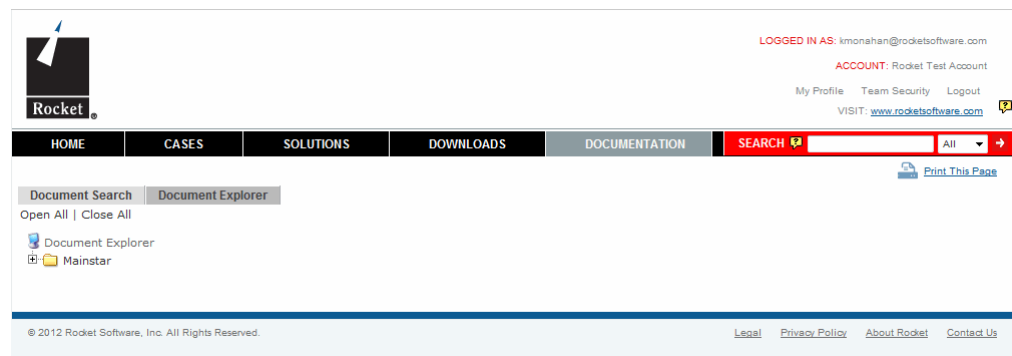 Rocket®
LOGGED IN AS: kmonahan@rocketsoftware.com
ACCOUNT: Rocket Test Account
My Profile Team Security Logout
VISIT: www.rocketsoftware.com
HOME CASES SOLUTIONS DOWNLOADS DOCUMENTATION SEARCH All
Print This Page
Document Search Document Explorer
Open All | Close All
Document Explorer
Mainstar
© 2012 Rocket Software, Inc. All Rights Reserved. Legal Privacy Policy About Rocket Contact Us